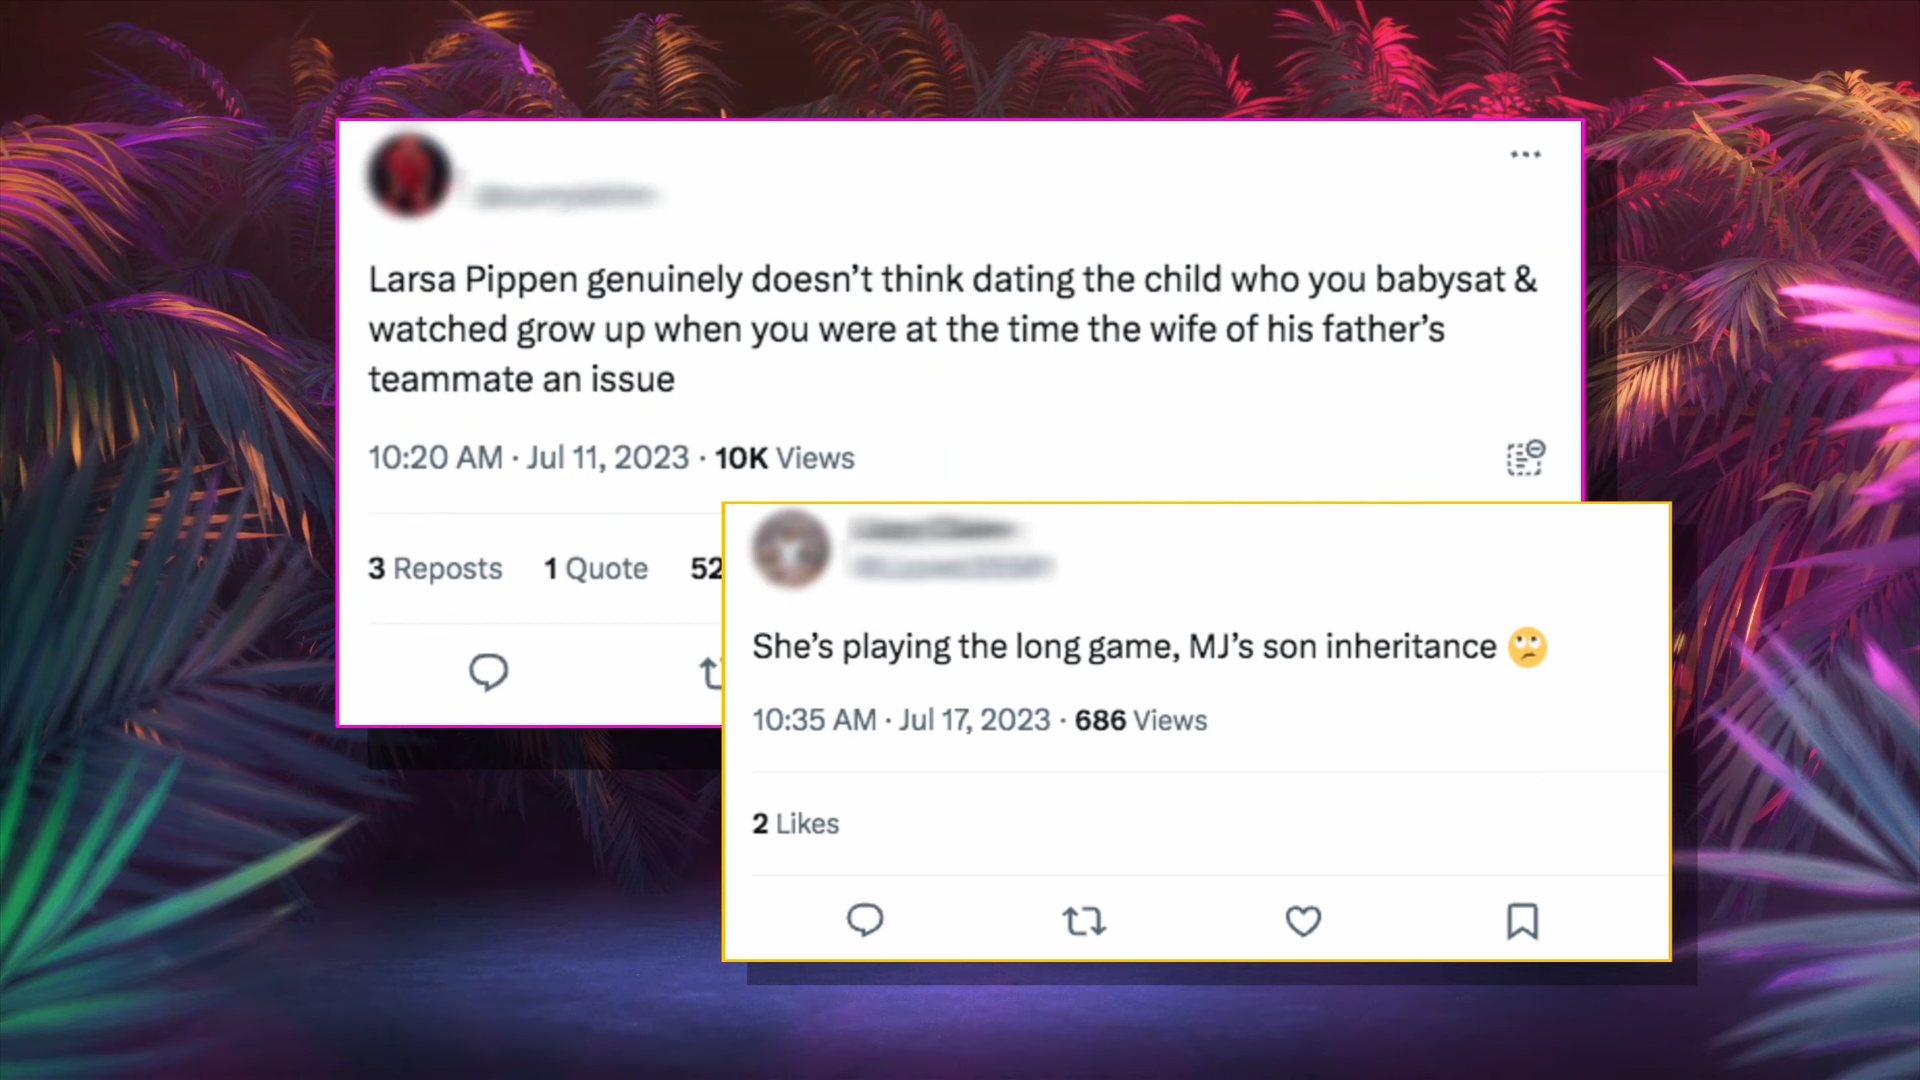 Larsa Pippen genuinely doesn’t think dating the child who you babysat &
watched grow up when you were at the time the wife of his father’s
teammate an issue
10:20 AM · Jul 11, 2023 · 10K Views
3 Reposts 1 Quote 52
She’s playing the long game, MJ’s son inheritance 🙄
10:35 AM · Jul 17, 2023 · 686 Views
2 Likes